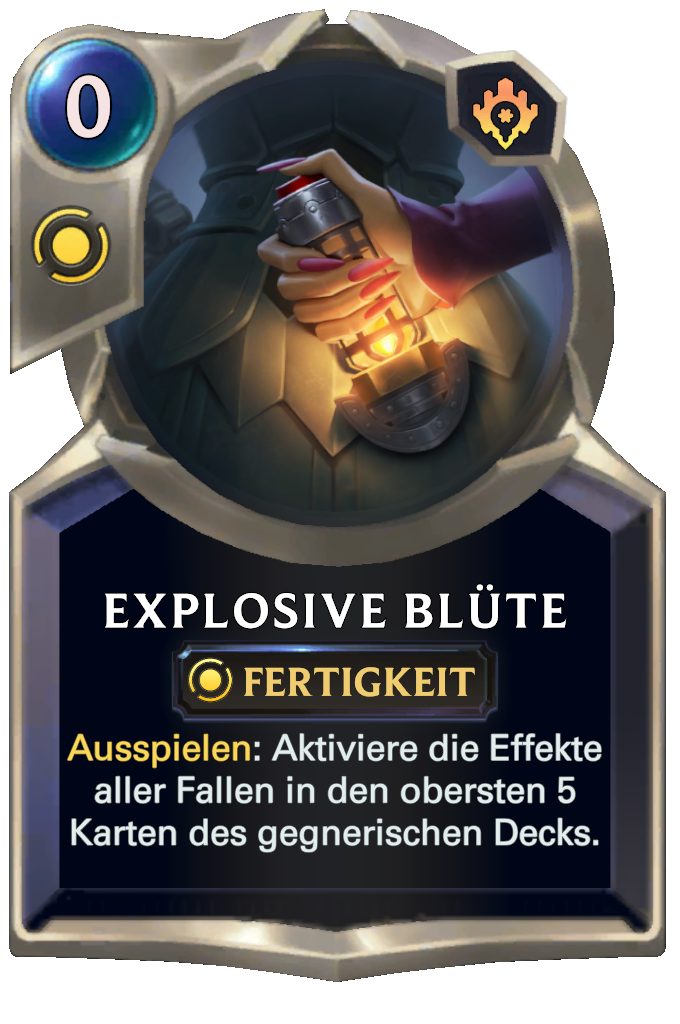 0
EXPLOSIVE BLÜTE
FERTIGKEIT
Ausspielen: Aktiviere die Effekte
aller Fallen in den obersten 5
Karten des gegnerischen Decks.